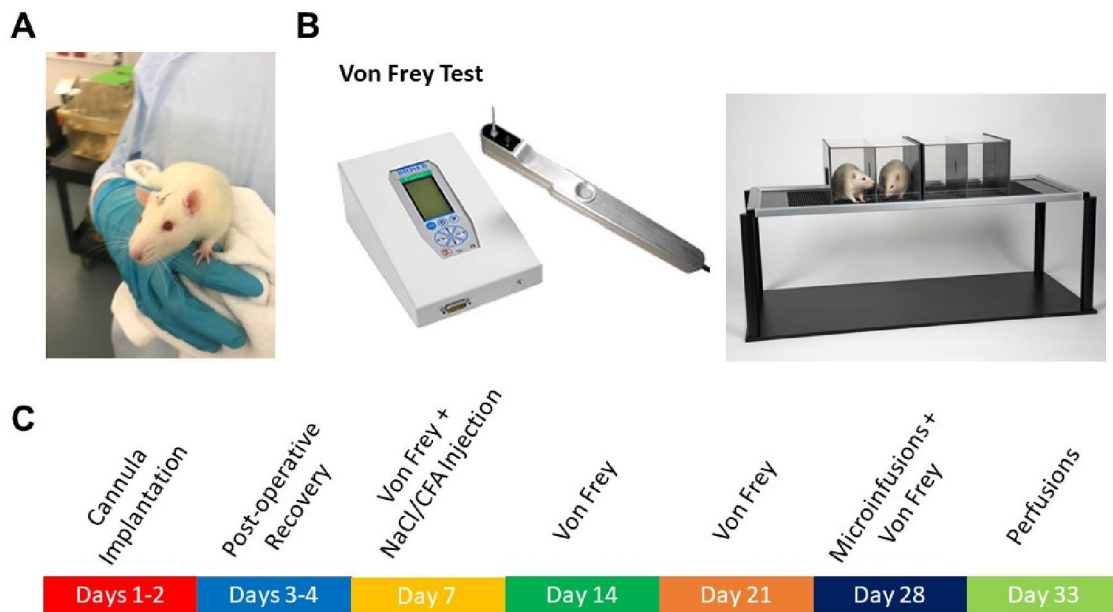 A
B
Von Frey Test
C
Cannula
Implantation
Post-operative
Recovery
Von Frey +
NaCl/CFA Injection
Von Frey
Von Frey
Microinfusions +
Von Frey
Perfusions
Days 1-2
Days 3-4
Day 7
Day 14
Day 21
Day 28
Day 33